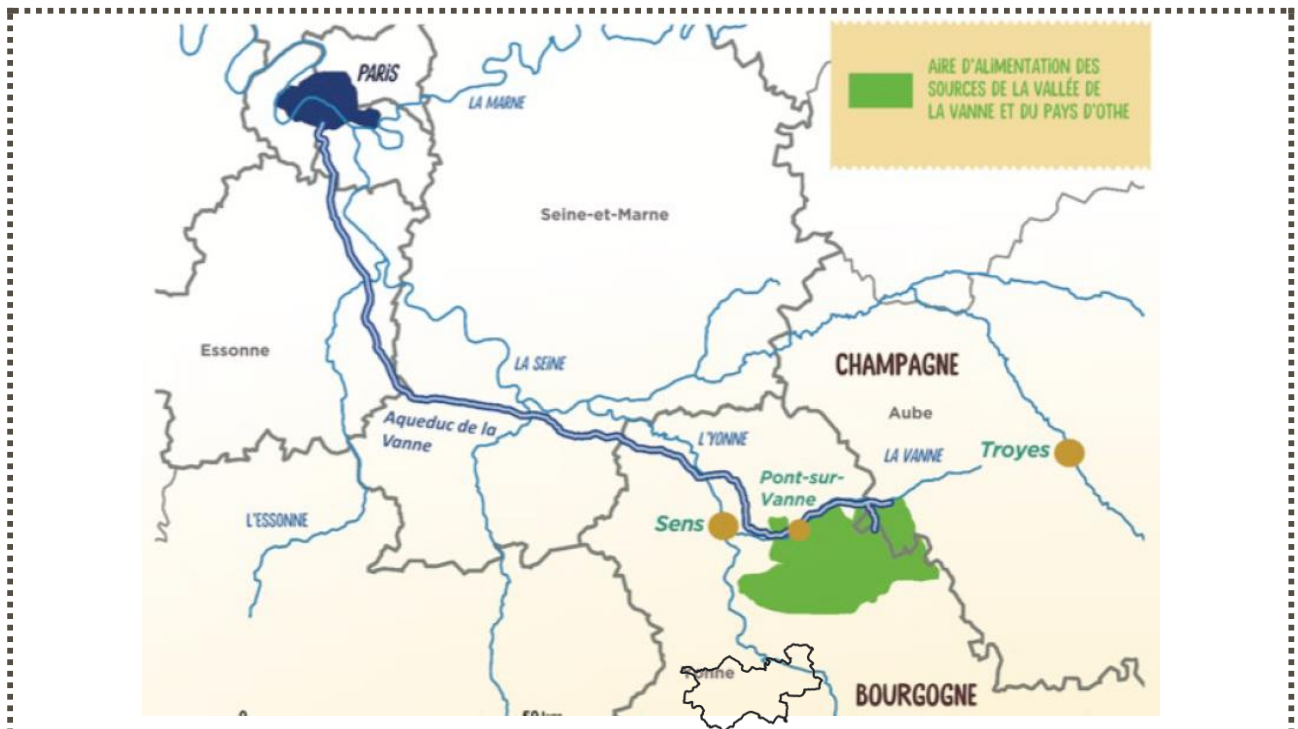 PARIS
AIRE D'ALIMENTATION DES
SOURCES DE LA VALLÉE DE
LA VANNE ET DU PAYS D'OTHE
LA MARNE
Seine-et-Marne
Essonne
LA SEINE
CHAMPAGNE
Aube
Aqueduc de la
Vanne
L'YONNE
LA VANNE
Troyes
Pont-sur-
Vanne
Sens
L'ESSONNE
Yonne
BOURGOGNE